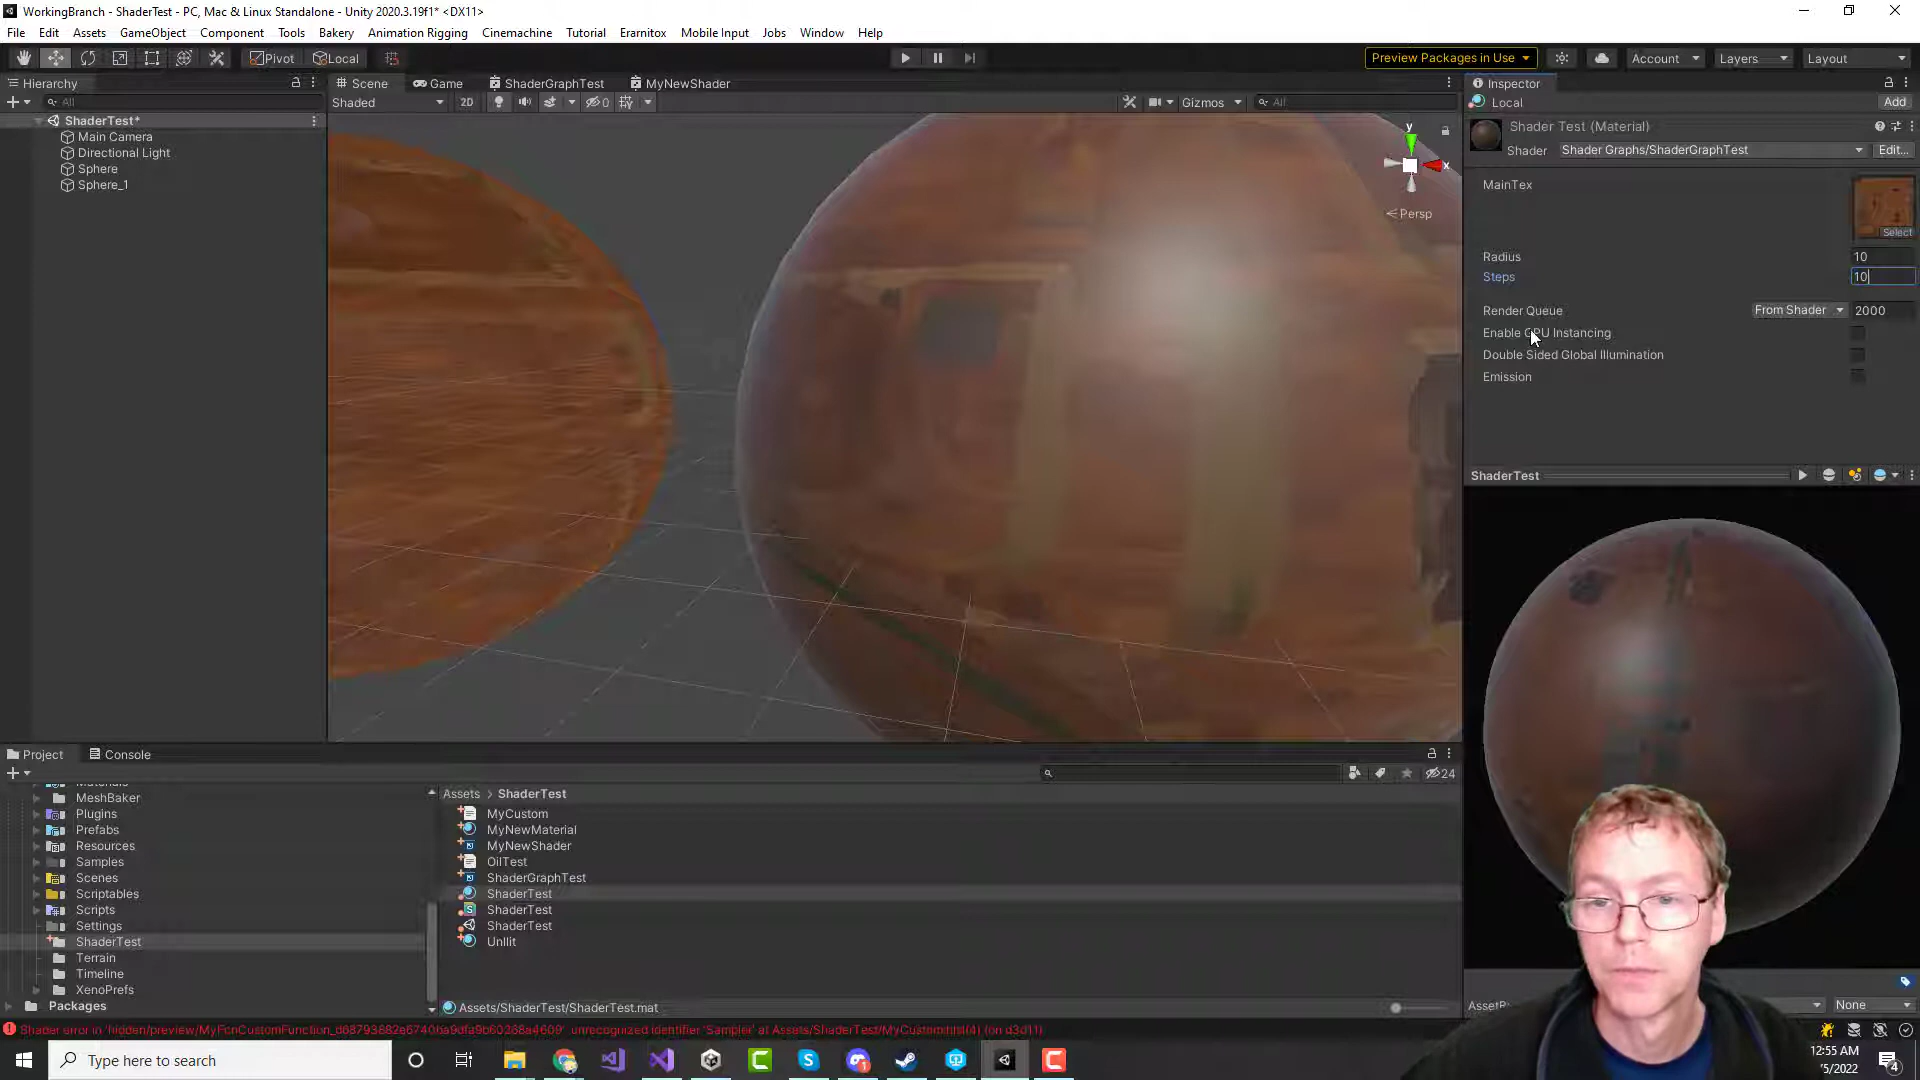 WorkingBranch - ShaderTest - PC, Mac & Linux Standalone - Unity 2020.3.19f1* <DX11>
File Edit Assets GameObject Component Tools Bakery Animation Rigging Cinemachine Tutorial Erarnitox Mobile Input Jobs Window Help
Pivot Local Preview Packages in Use Account Layers Layout
Hierarchy
All
ShaderTest*
Main Camera
Directional Light
Sphere
Sphere_1
Scene Game ShaderGraphTest MyNewShader
Shaded 2D 0 Gizmos All
y
x
Persp
Inspector
Local Add
Shader Test (Material)
Shader Shader Graphs/ShaderGraphTest Edit...
MainTex
Select
Radius 10
Steps 10
Render Queue From Shader 2000
Enable GPU Instancing
Double Sided Global Illumination
Emission
ShaderTest
Project Console
24
MeshBaker
Plugins
Prefabs
Resources
Samples
Scenes
Scriptables
Scripts
Settings
ShaderTest
Terrain
Timeline
XenoPrefs
Packages
Assets > ShaderTest
MyCustom
MyNewMaterial
MyNewShader
OilTest
ShaderGraphTest
ShaderTest
ShaderTest
ShaderTest
Unllit
Assets/ShaderTest/ShaderTest.mat
None
Type here to search
12:55 AM
4